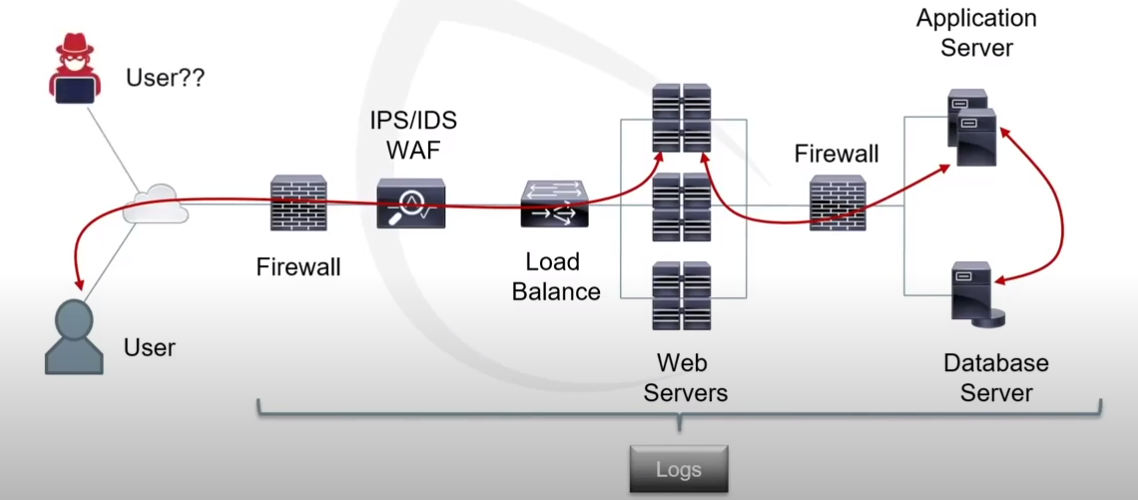 Application
Server
User??
IPS/IDS
WAF
Firewall
Firewall
Load
Balance
User
Web
Servers
Database
Server
Logs